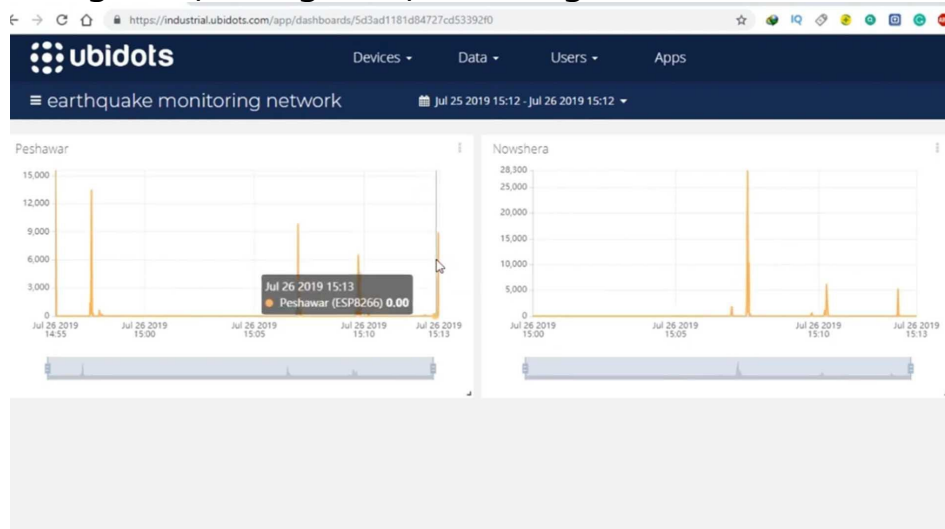 https://industrial.ubidots.com/app/dashboards/5d3ad1181d84727cd53392f0
IQ
ubidots
Devices
Data
Users
Apps
earthquake monitoring network
Jul 25 2019 15:12 - Jul 26 2019 15:12
Peshawar
15,000
12,000
9,000
6,000
3,000
0
Jul 26 2019 14:55
Jul 26 2019 15:00
Jul 26 2019 15:05
Jul 26 2019 15:10
Jul 26 2019 15:13
Jul 26 2019 15:13
Peshawar (ESP8266) 0.00
Nowshera
28,300
25,000
20,000
15,000
10,000
5,000
0
Jul 26 2019 15:00
Jul 26 2019 15:05
Jul 26 2019 15:10
Jul 26 2019 15:13